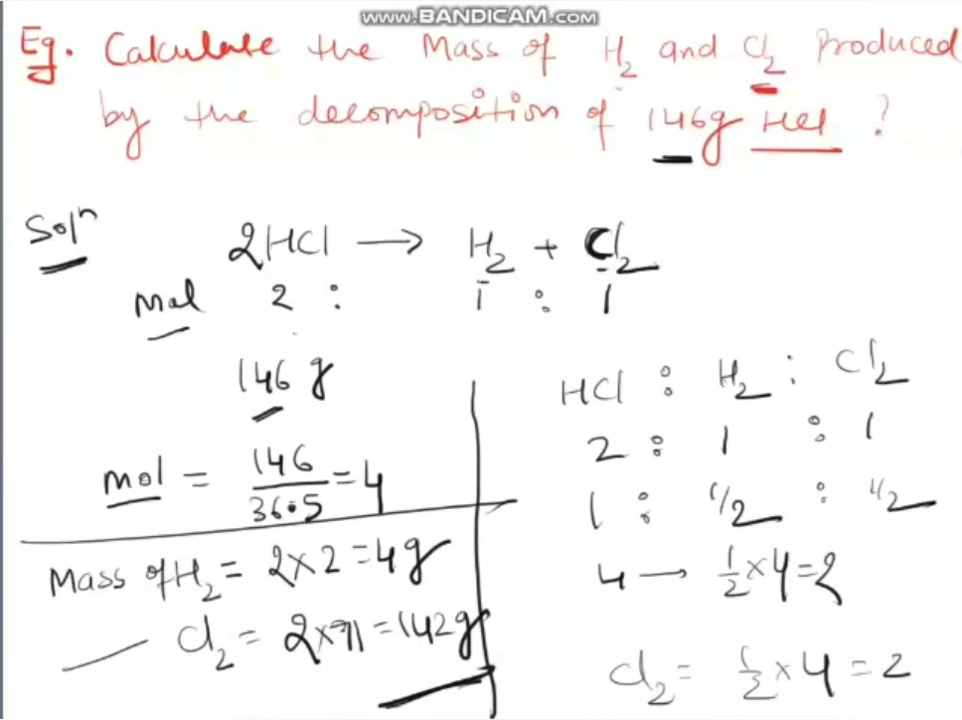 WWW.BANDICAM.COM
Eg. Calculate the Mass of H₂ and Cl₂ Produced
by the decomposition of 146g HCl ?
Solⁿ
2HCl → H₂ + Cl₂
Mol 2 : 1 : 1
146 g
mol = 146/36.5 = 4
Mass of H₂ = 2×2 = 4g
Cl₂ = 2×71 = 142g
HCl : H₂ : Cl₂
2 : 1 : 1
1 : 1/2 : 1/2
4 → 1/2 × 4 = 2
Cl₂ = 1/2 × 4 = 2